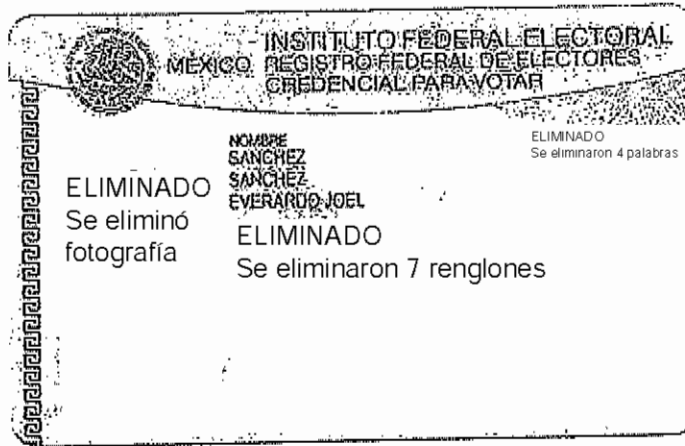 INSTITUTO FEDERAL ELECTORAL
MÉXICO REGISTRO FEDERAL DE ELECTORES
CREDENCIAL PARA VOTAR
ELIMINADO
Se eliminaron 4 palabras
NOMBRE
SANCHEZ
SANCHEZ
EVERARDO JOEL
ELIMINADO
Se eliminó
fotografía
ELIMINADO
Se eliminaron 7 renglones